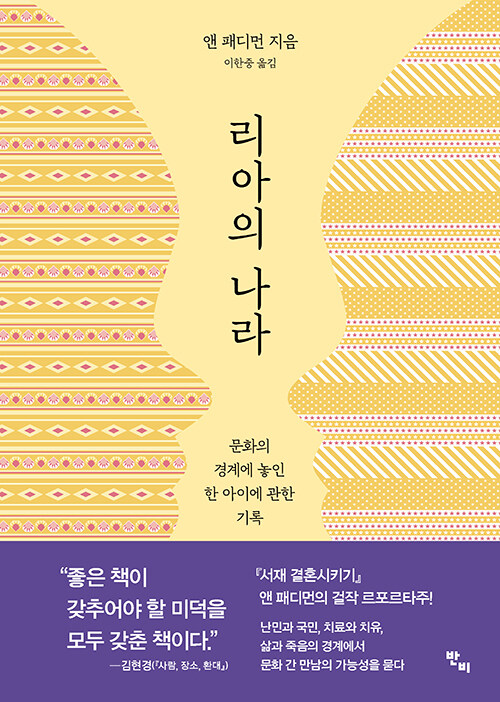 앤 패디먼 지음
이한중 옮김
리아의 나라
문화의
경계에 놓인
한 아이에 관한
기록
“좋은 책이
갖추어야 할 미덕을
모두 갖춘 책이다.”
—김현경(『사람, 장소, 환대』)
『서재 결혼시키기』
앤 패디먼의 걸작 르포르타주!
난민과 국민, 치료와 치유,
삶과 죽음의 경계에서
문화 간 만남의 가능성을 묻다
반비